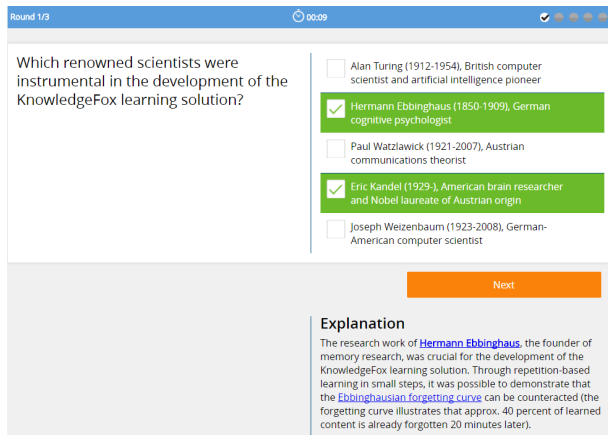 Round 1/3
00:09
Which renowned scientists were
instrumental in the development of the
KnowledgeFox learning solution?
Alan Turing (1912-1954), British computer
scientist and artificial intelligence pioneer
Hermann Ebbinghaus (1850-1909), German
cognitive psychologist
Paul Watzlawick (1921-2007), Austrian
communications theorist
Eric Kandel (1929-), American brain researcher
and Nobel laureate of Austrian origin
Joseph Weizenbaum (1923-2008), German-
American computer scientist
Next
Explanation
The research work of Hermann Ebbinghaus, the founder of
memory research, was crucial for the development of the
KnowledgeFox learning solution. Through repetition-based
learning in small steps, it was possible to demonstrate that
the Ebbinghausian forgetting curve can be counteracted (the
forgetting curve illustrates that approx. 40 percent of learned
content is already forgotten 20 minutes later).